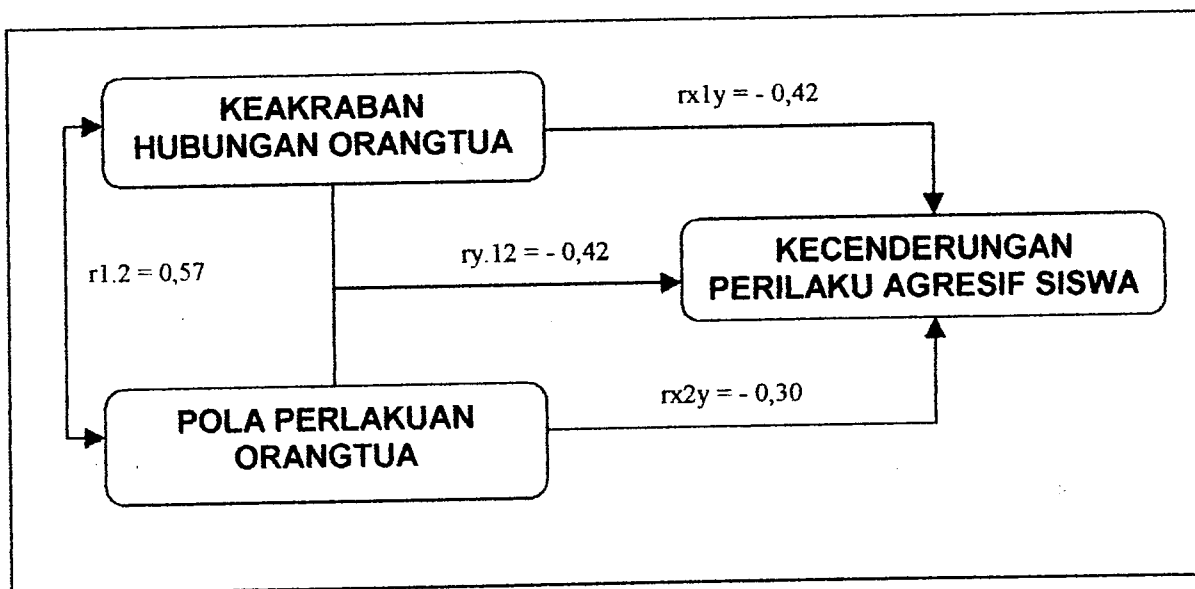 KEAKRABAN
HUBUNGAN ORANGTUA
rx1y = - 0,42
r1.2 = 0,57
ry.12 = - 0,42
KECENDERUNGAN
PERILAKU AGRESIF SISWA
POLA PERLAKUAN
ORANGTUA
rx2y = - 0,30